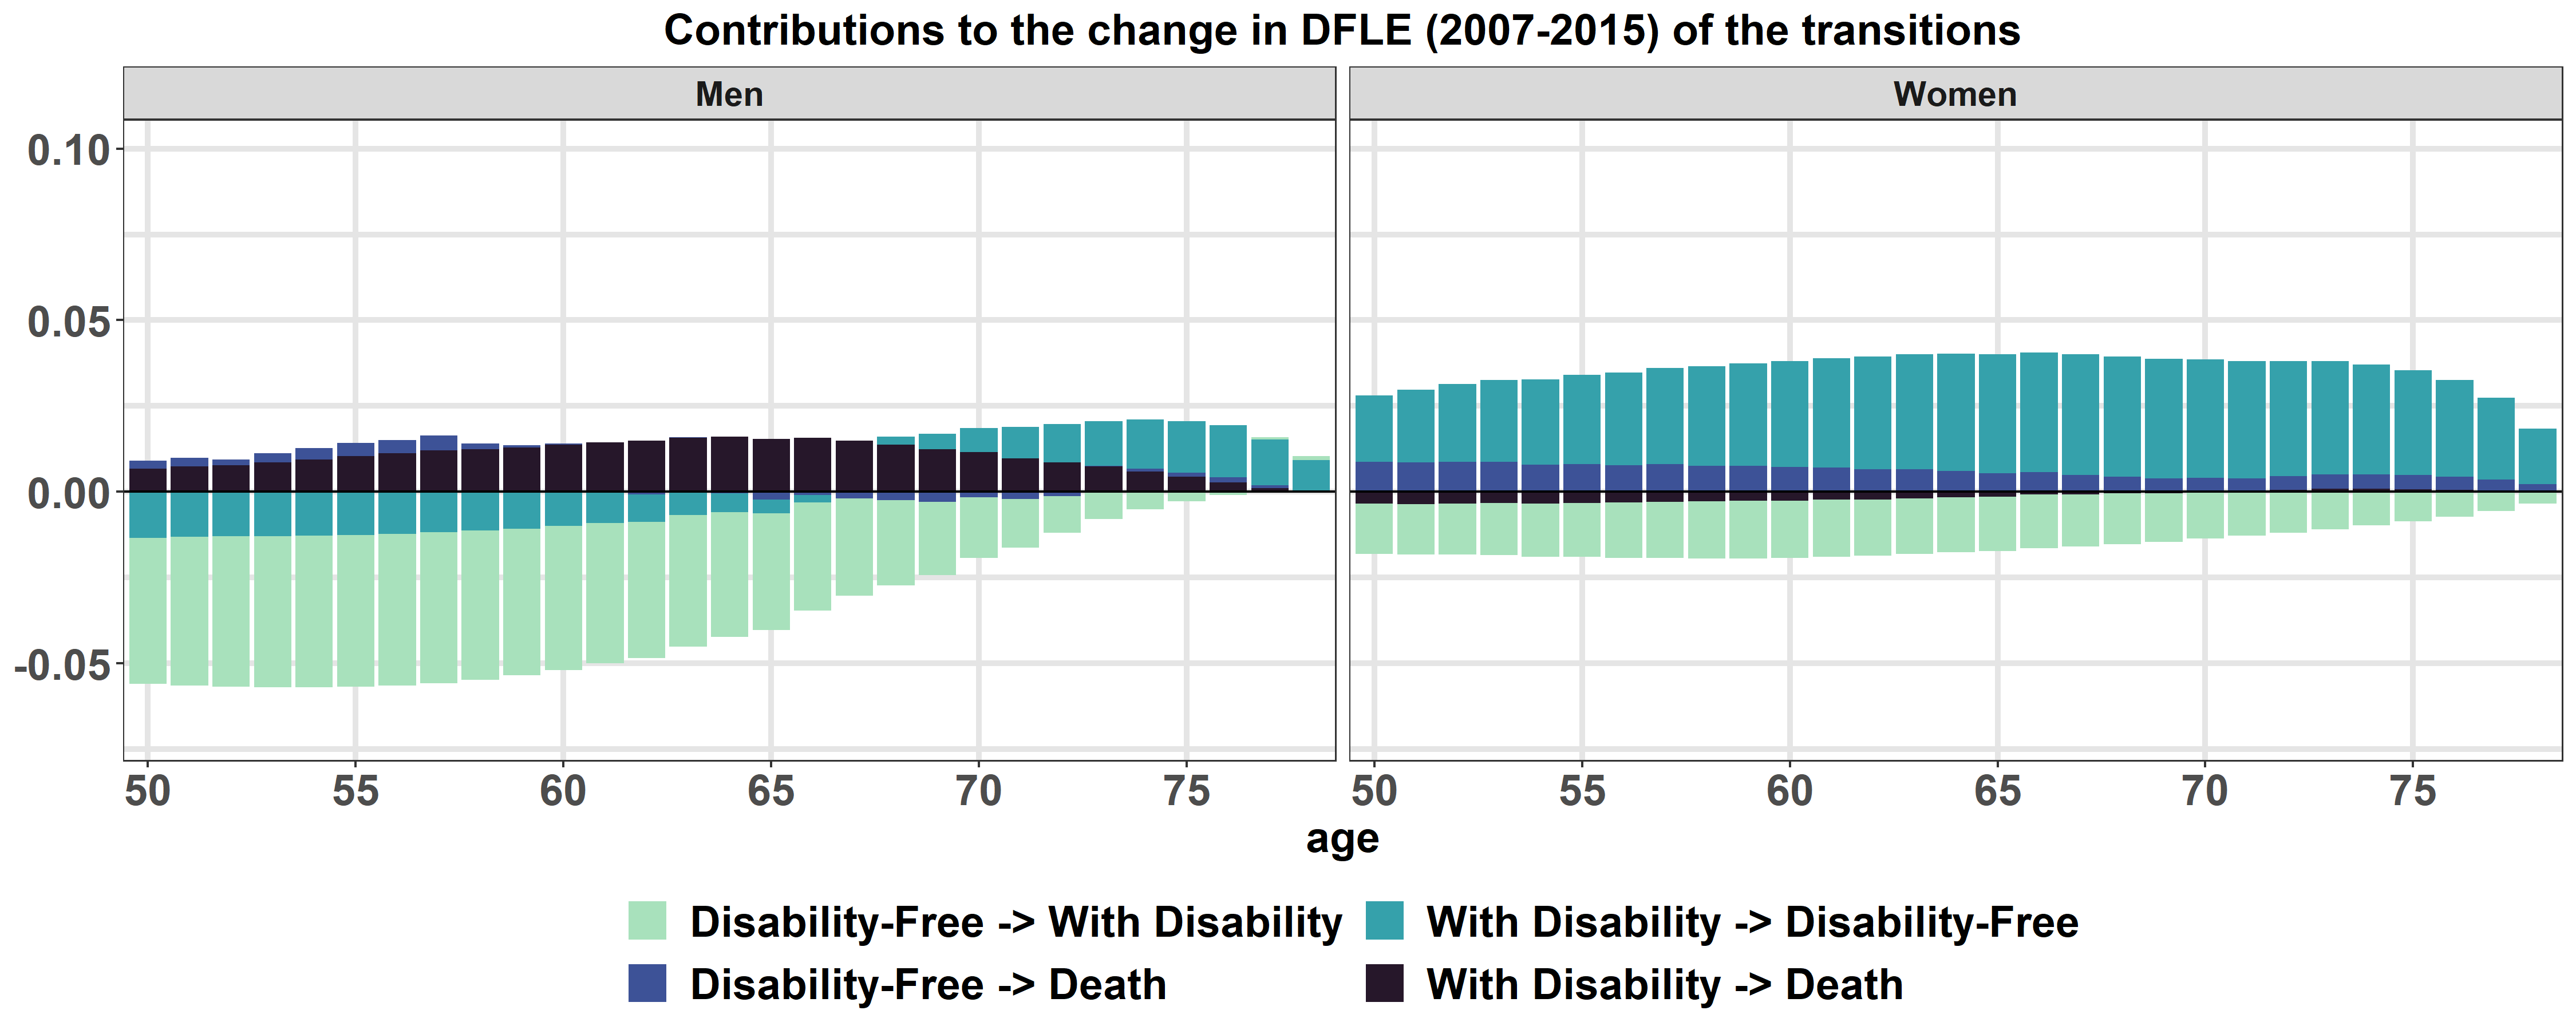 Contributions to the change in DFLE (2007-2015) of the transitions
Men Women
0.10
0.05
0.00
-0.05
50 55 60 65 70 75 50 55 60 65 70 75
age
Disability-Free -> With Disability With Disability -> Disability-Free
Disability-Free -> Death With Disability -> Death